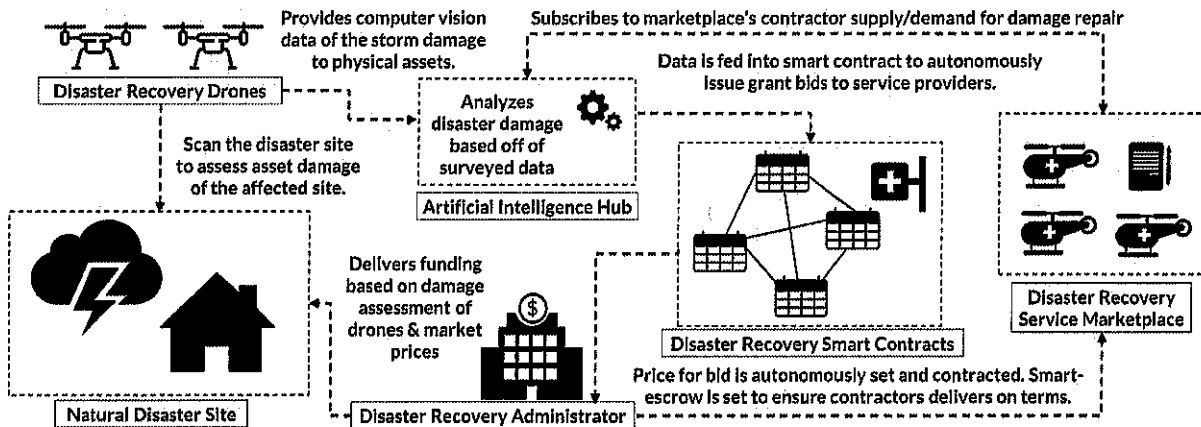 Provides computer vision
data of the storm damage
to physical assets.
Subscribes to marketplace's contractor supply/demand for damage repair
Disaster Recovery Drones
Data is fed into smart contract to autonomously
issue grant bids to service providers.
Analyzes
disaster damage
based off of
surveyed data
Artificial Intelligence Hub
Scan the disaster site
to assess asset damage
of the affected site.
Delivers funding
based on damage
assessment of
drones & market
prices
$
Disaster Recovery
Service Marketplace
Disaster Recovery Smart Contracts
Price for bid is autonomously set and contracted. Smart-
escrow is set to ensure contractors delivers on terms.
Natural Disaster Site
Disaster Recovery Administrator